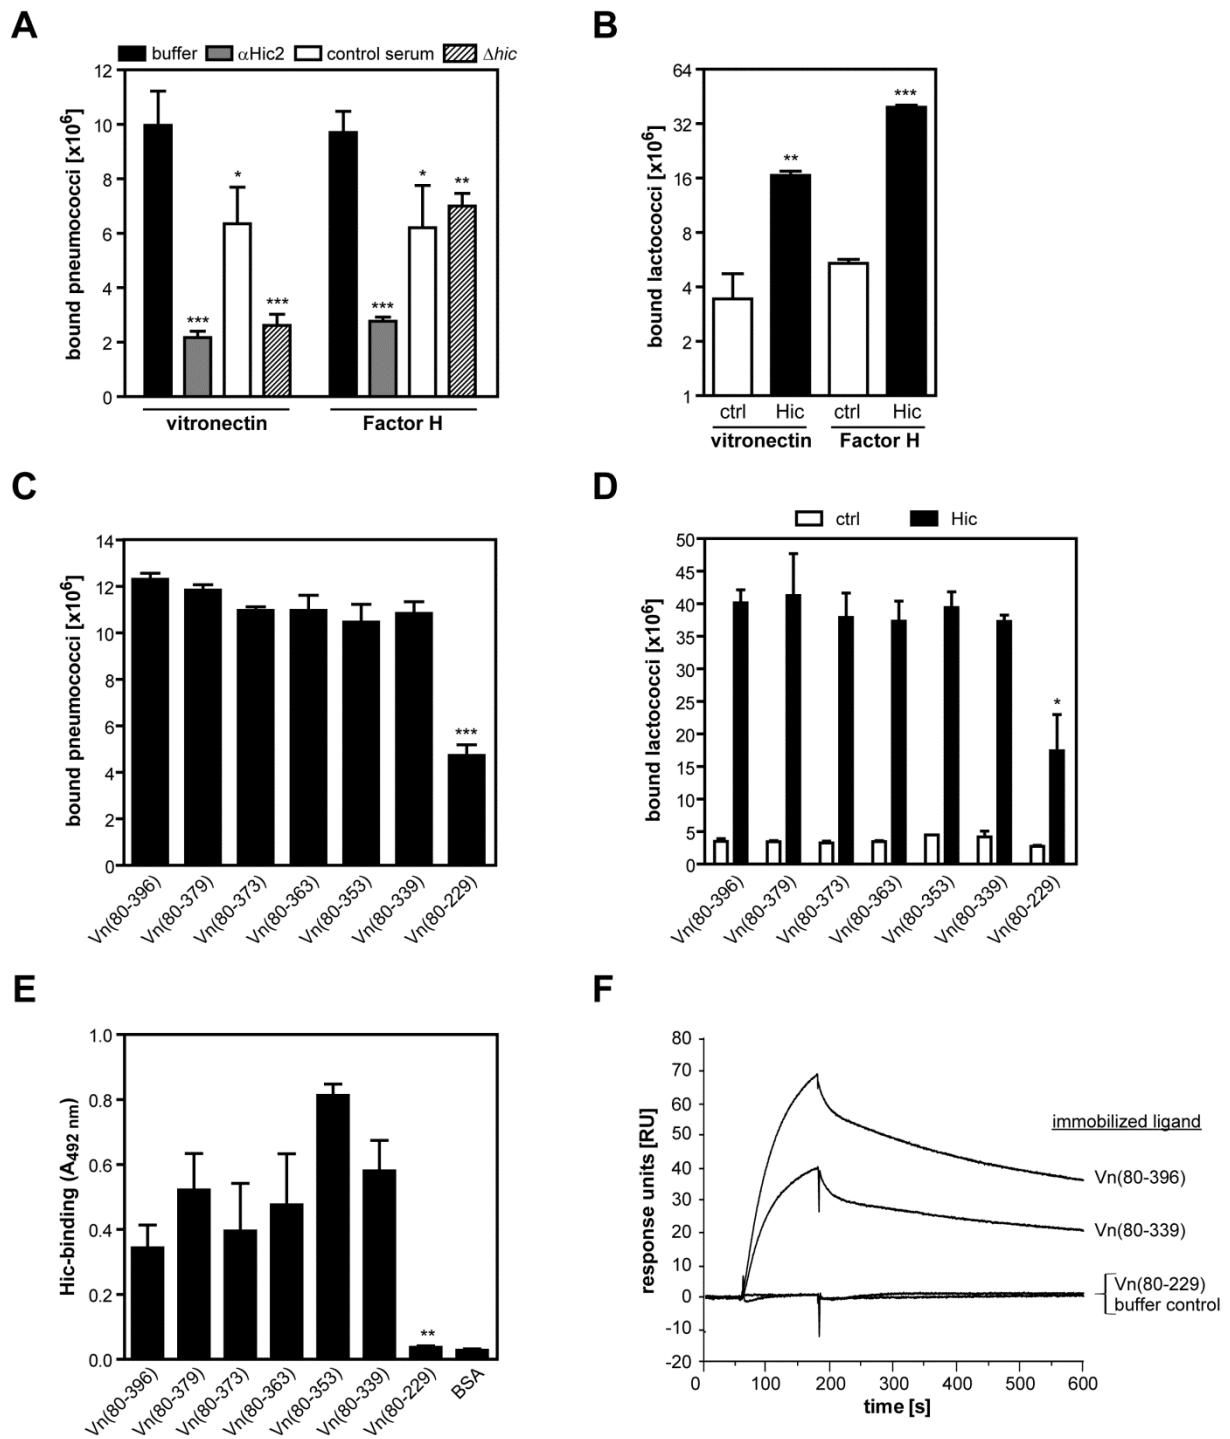 A
buffer αHic2 control serum Δhic
bound pneumococci [x10⁶]
12
10
8
6
4
2
0
***
*
***
***
*
**
vitronectin Factor H
B
bound lactococci [x10⁶]
64
32
16
8
4
2
1
**
***
ctrl Hic ctrl Hic
vitronectin Factor H
C
bound pneumococci [x10⁶]
14
12
10
8
6
4
2
0
***
Vn(80-396) Vn(80-379) Vn(80-373) Vn(80-363) Vn(80-353) Vn(80-339) Vn(80-229)
D
ctrl Hic
bound lactococci [x10⁶]
50
45
40
35
30
25
20
15
10
5
0
*
Vn(80-396) Vn(80-379) Vn(80-373) Vn(80-363) Vn(80-353) Vn(80-339) Vn(80-229)
E
Hic-binding (A492 nm)
1.0
0.8
0.6
0.4
0.2
0.0
**
Vn(80-396) Vn(80-379) Vn(80-373) Vn(80-363) Vn(80-353) Vn(80-339) Vn(80-229) BSA
F
response units [RU]
80
70
60
50
40
30
20
10
0
-10
-20
0 100 200 300 400 500 600
time [s]
immobilized ligand
Vn(80-396)
Vn(80-339)
Vn(80-229)
buffer control